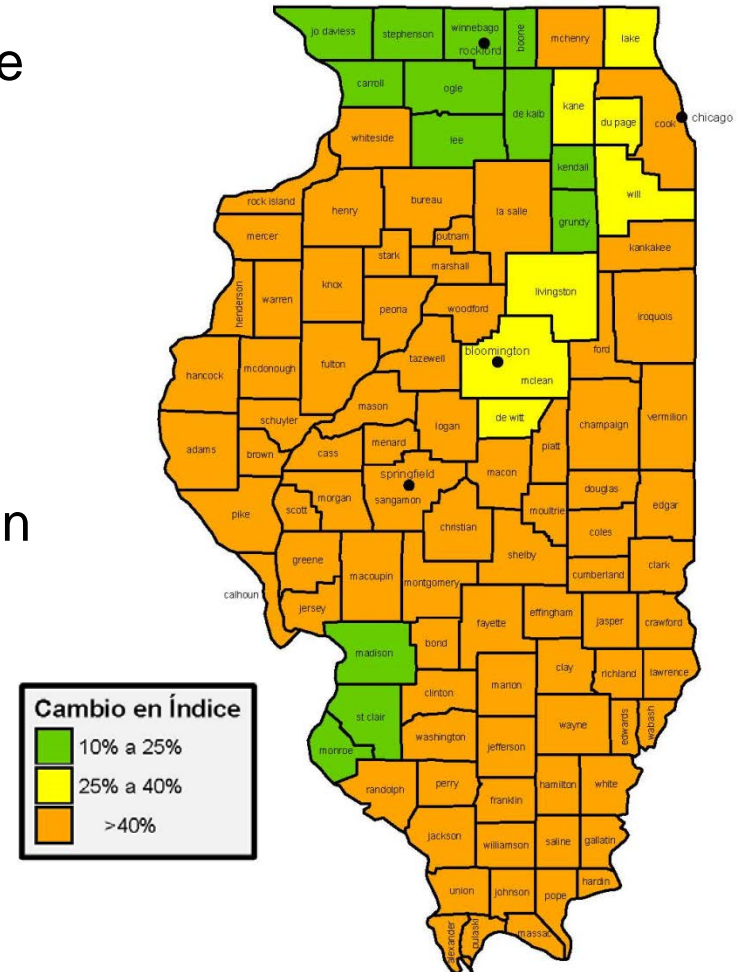 e
n
jo daviess
stephenson
winnebago
rockford
boone
mchenry
lake
carroll
ogle
de kalb
kane
du page
cook
chicago
whiteside
lee
kendall
will
rock island
henry
bureau
la salle
grundy
mercer
putnam
kankakee
stark
marshall
henderson
warren
knox
peoria
woodford
livingston
iroquois
ford
hancock
mcdonough
fulton
tazewell
bloomington
mclean
mason
schuyler
logan
de witt
champaign
vermilion
adams
brown
cass
menard
piatt
springfield
sangamon
macon
pike
scott
morgan
christian
moultrie
douglas
edgar
coles
greene
macoupin
montgomery
shelby
cumberland
clark
calhoun
jersey
fayette
effingham
jasper
crawford
madison
bond
clay
richland
lawrence
marion
clinton
st clair
monroe
washington
jefferson
wayne
edwards
wabash
randolph
perry
franklin
hamilton
white
jackson
williamson
saline
gallatin
union
johnson
pope
hardin
alexander
pulaski
massac
Cambio en Índice
10% a 25%
25% a 40%
>40%